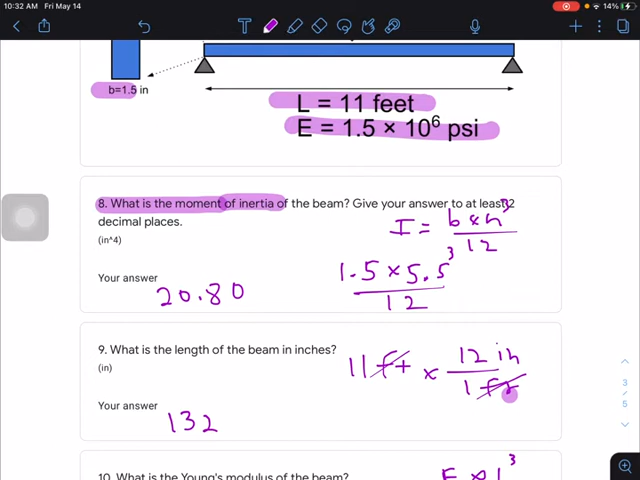 10:32 AM Fri May 14
14%
b=1.5 in
L = 11 feet
E = 1.5 × 10⁶ psi
8. What is the moment of inertia of the beam? Give your answer to at least 2
decimal places.
(in^4)
I = b × h³ / 12
Your answer
1.5 × 5.5³ / 12
20.80
9. What is the length of the beam in inches?
(in)
11 ft × 12 in / 1 ft
Your answer
132
3
5
10. What is the Young's modulus of the beam?